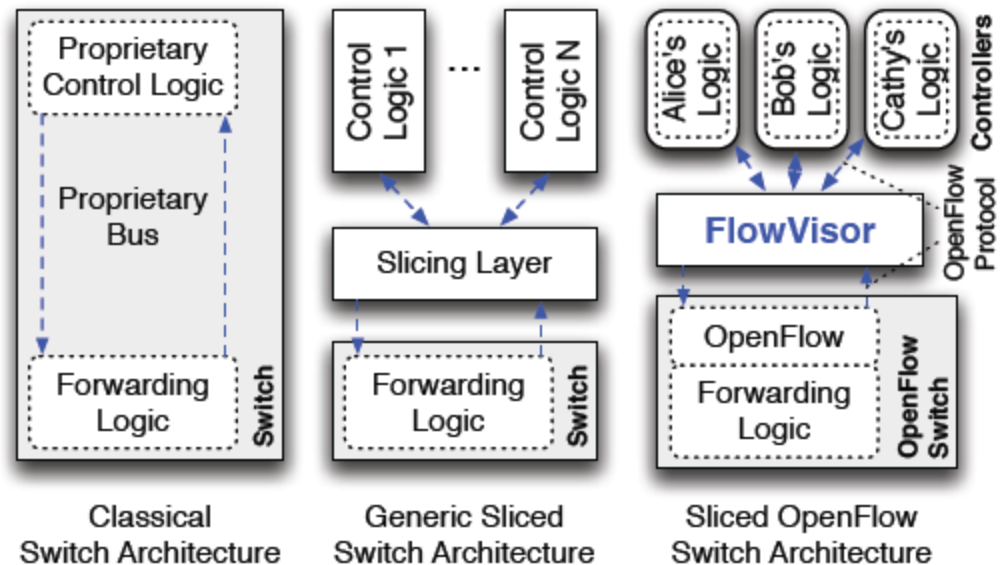 Proprietary
Control Logic
Proprietary
Bus
Forwarding
Logic
Switch
Classical
Switch Architecture
Control
Logic 1
...
Control
Logic N
Slicing Layer
Forwarding
Logic
Switch
Generic Sliced
Switch Architecture
Alice's
Logic
Bob's
Logic
Cathy's
Logic
Controllers
FlowVisor
OpenFlow
Protocol
OpenFlow
Forwarding
Logic
OpenFlow
Switch
Sliced OpenFlow
Switch Architecture